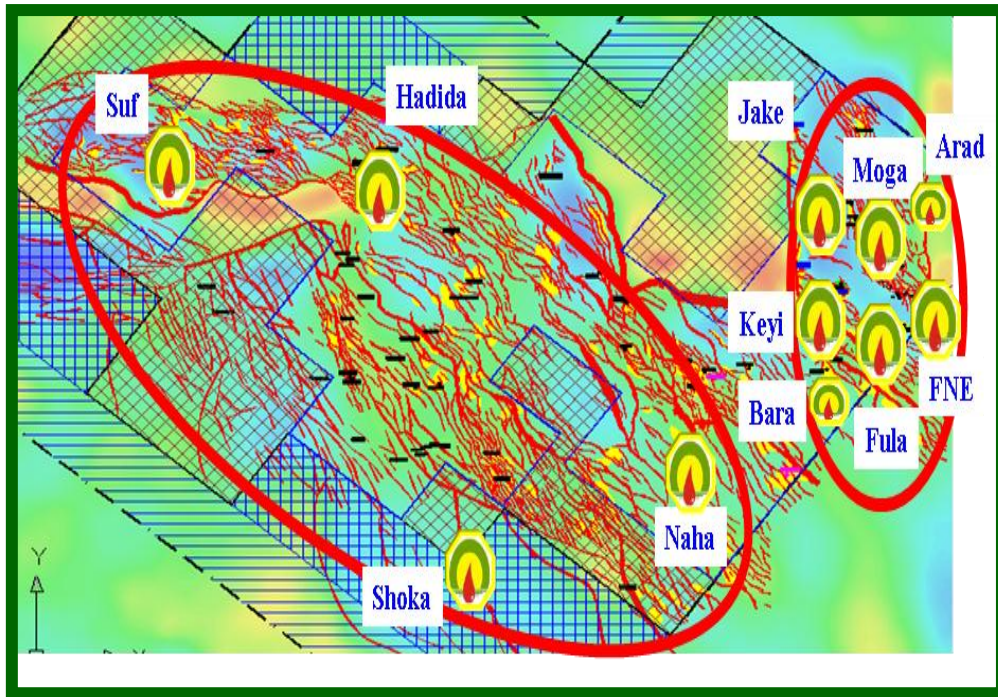 Suf
Hadida
Jake
Arad
Moga
Keyi
Bara
FNE
Fula
Naha
Shoka
Y